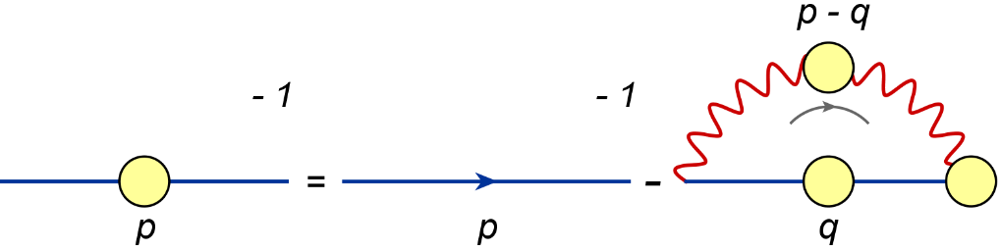 p - q
- 1 - 1
= -
p p q